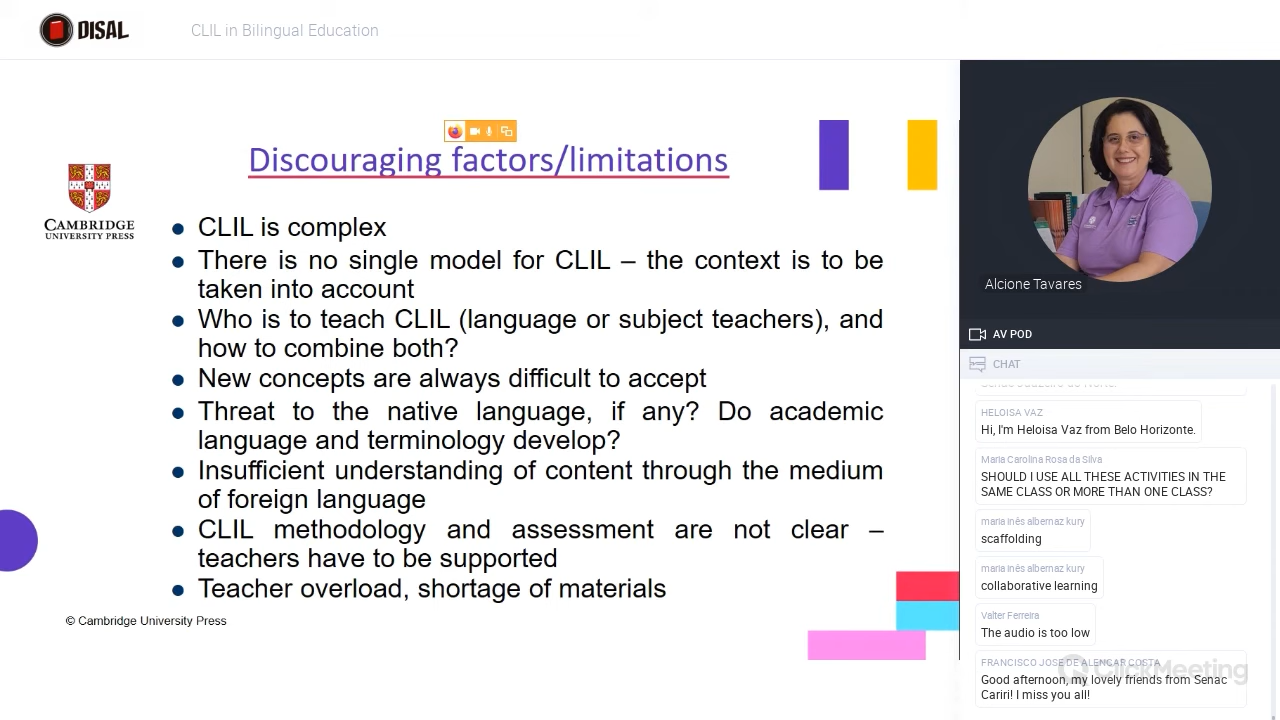 DISAL
CLIL in Bilingual Education
Discouraging factors/limitations
CAMBRIDGE
UNIVERSITY PRESS
• CLIL is complex
• There is no single model for CLIL – the context is to be
taken into account
• Who is to teach CLIL (language or subject teachers), and
how to combine both?
• New concepts are always difficult to accept
• Threat to the native language, if any? Do academic
language and terminology develop?
• Insufficient understanding of content through the medium
of foreign language
• CLIL methodology and assessment are not clear –
teachers have to be supported
• Teacher overload, shortage of materials
© Cambridge University Press
Alcione Tavares
AV POD
CHAT
HELOISA VAZ
Hi, I'm Heloisa Vaz from Belo Horizonte.
Maria Carolina Rosa da Silva
SHOULD I USE ALL THESE ACTIVITIES IN THE
SAME CLASS OR MORE THAN ONE CLASS?
maria inês albernaz kury
scaffolding
maria inês albernaz kury
collaborative learning
Valter Ferreira
The audio is too low
FRANCISCO JOSE DE ALENCAR COSTA
Good afternoon, my lovely friends from Senac
Cariri! I miss you all!
ClickMeeting